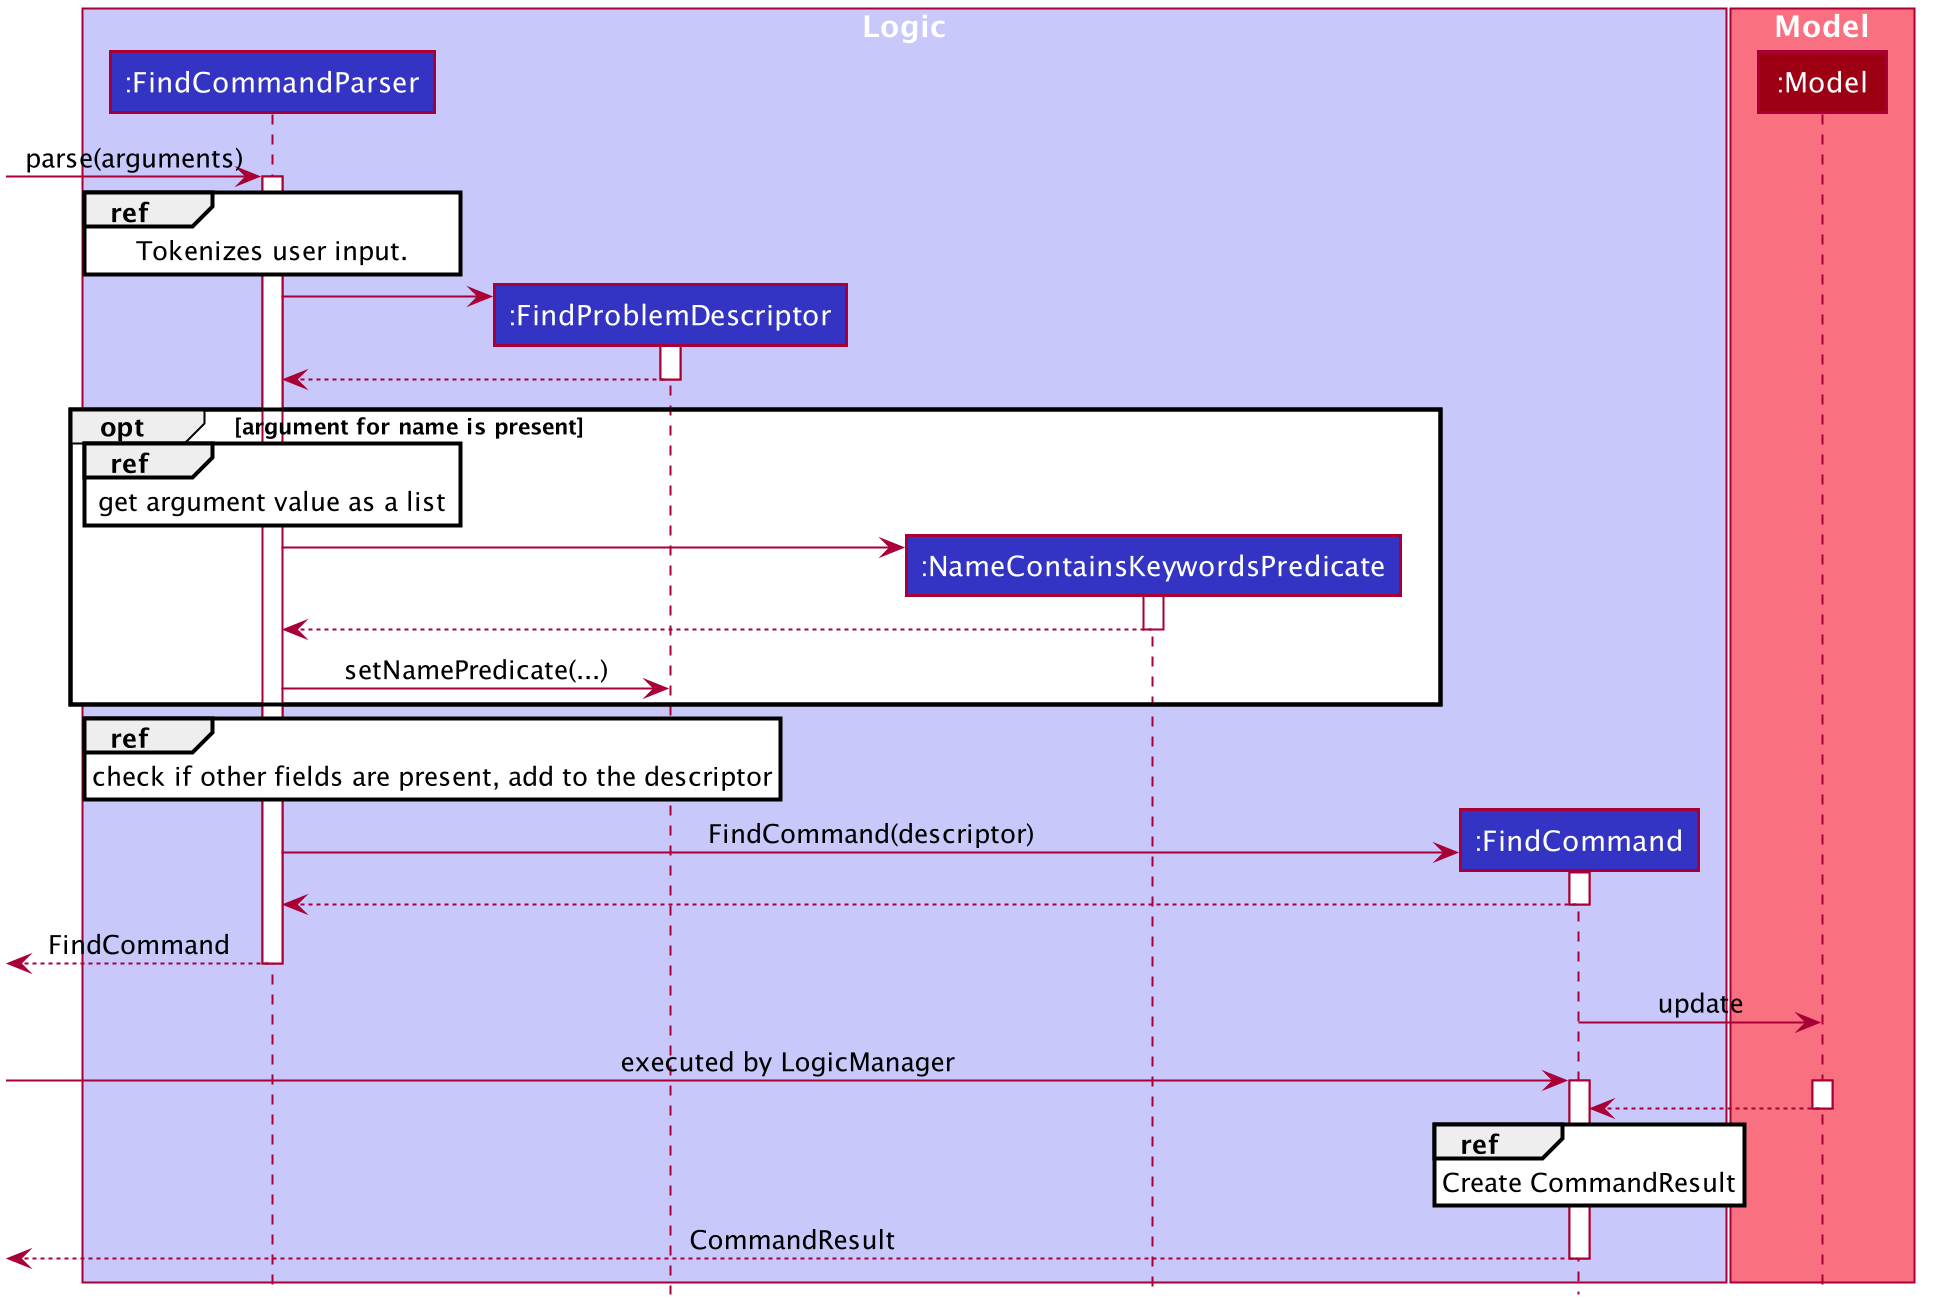 Logic
Model
:FindCommandParser
:Model
parse(arguments)
ref
Tokenizes user input.
:FindProblemDescriptor
opt
[argument for name is present]
ref
get argument value as a list
:NameContainsKeywordsPredicate
setNamePredicate(...)
ref
check if other fields are present, add to the descriptor
FindCommand(descriptor)
:FindCommand
FindCommand
update
executed by LogicManager
ref
Create CommandResult
CommandResult